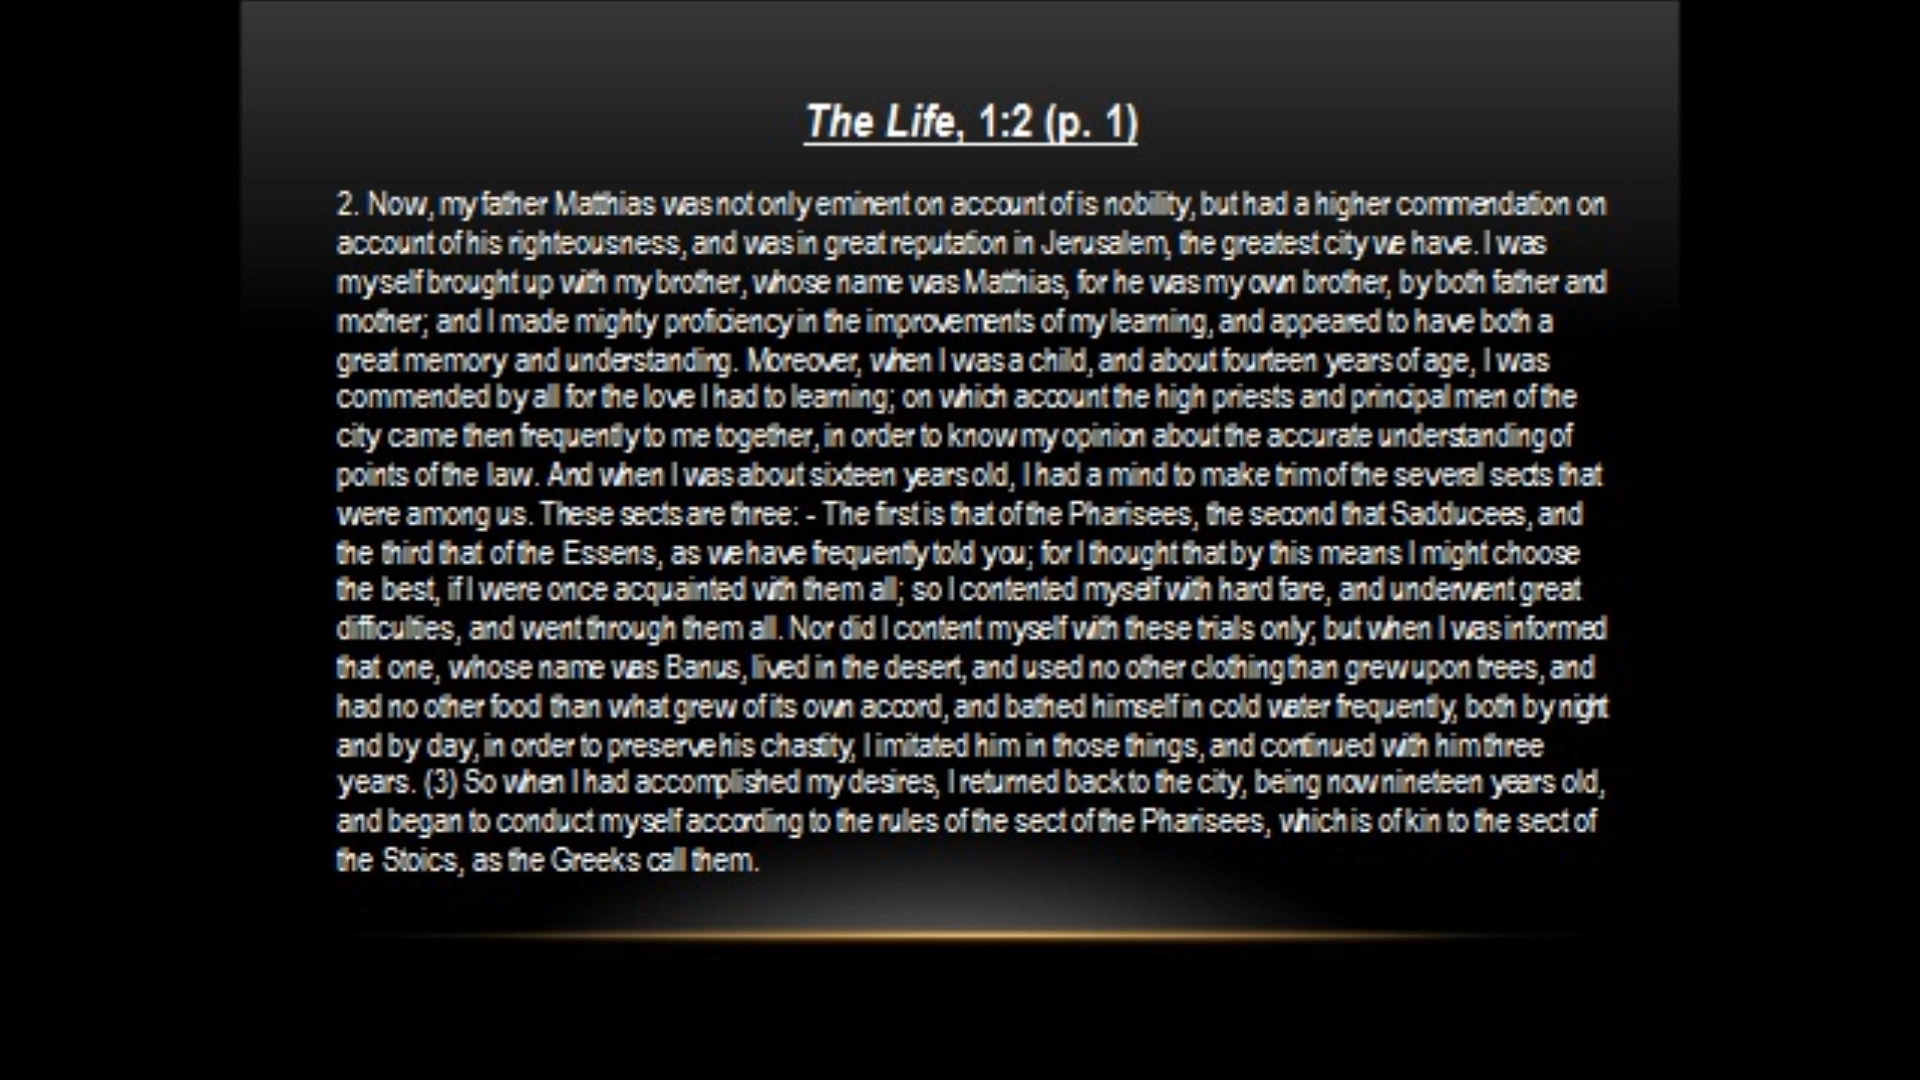 The Life, 1:2 (p. 1)
2. Now, my father Matthias was not only eminent on account of is nobility, but had a higher commendation on
account of his righteousness, and was in great reputation in Jerusalem, the greatest city we have. I was
myself brought up with my brother, whose name was Matthias, for he was my own brother, by both father and
mother; and I made mighty proficiency in the improvements of my learning, and appeared to have both a
great memory and understanding. Moreover, when I was a child, and about fourteen years of age, I was
commended by all for the love I had to learning; on which account the high priests and principal men of the
city came then frequently to me together, in order to know my opinion about the accurate understanding of
points of the law. And when I was about sixteen years old, I had a mind to make trim of the several sects that
were among us. These sects are three: - The first is that of the Pharisees, the second that Sadducees, and
the third that of the Essens, as we have frequently told you; for I thought that by this means I might choose
the best, if I were once acquainted with them all; so I contented myself with hard fare, and underwent great
difficulties, and went through them all. Nor did I content myself with these trials only; but when I was informed
that one, whose name was Banus, lived in the desert, and used no other clothing than grew upon trees, and
had no other food than what grew of its own accord, and bathed himself in cold water frequently, both by night
and by day, in order to preserve his chastity, I imitated him in those things, and continued with him three
years. (3) So when I had accomplished my desires, I returned back to the city, being now nineteen years old,
and began to conduct myself according to the rules of the sect of the Pharisees, which is of kin to the sect of
the Stoics, as the Greeks call them.